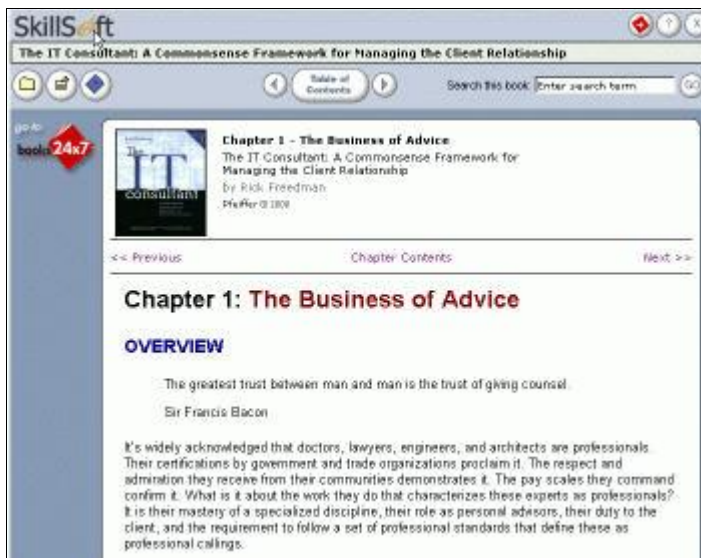 SkillSoft
The IT Consultant: A Commonsense Framework for Managing the Client Relationship
Table of
Contents
Search this book: Enter search term GO
go to
books 24x7
The
IT
consultant
Chapter 1 - The Business of Advice
The IT Consultant: A Commonsense Framework for
Managing the Client Relationship
by Rick Freedman
Pfeiffer ©
<< Previous Chapter Contents Next >>
Chapter 1: The Business of Advice
OVERVIEW
The greatest trust between man and man is the trust of giving counsel.
Sir Francis Bacon
It's widely acknowledged that doctors, lawyers, engineers, and architects are professionals.
Their certifications by government and trade organizations proclaim it. The respect and
admiration they receive from their communities demonstrates it. The pay scales they command
confirm it. What is it about the work they do that characterizes these experts as professionals?
It is their mastery of a specialized discipline, their role as personal advisors, their duty to the
client, and the requirement to follow a set of professional standards that define these as
professional callings.